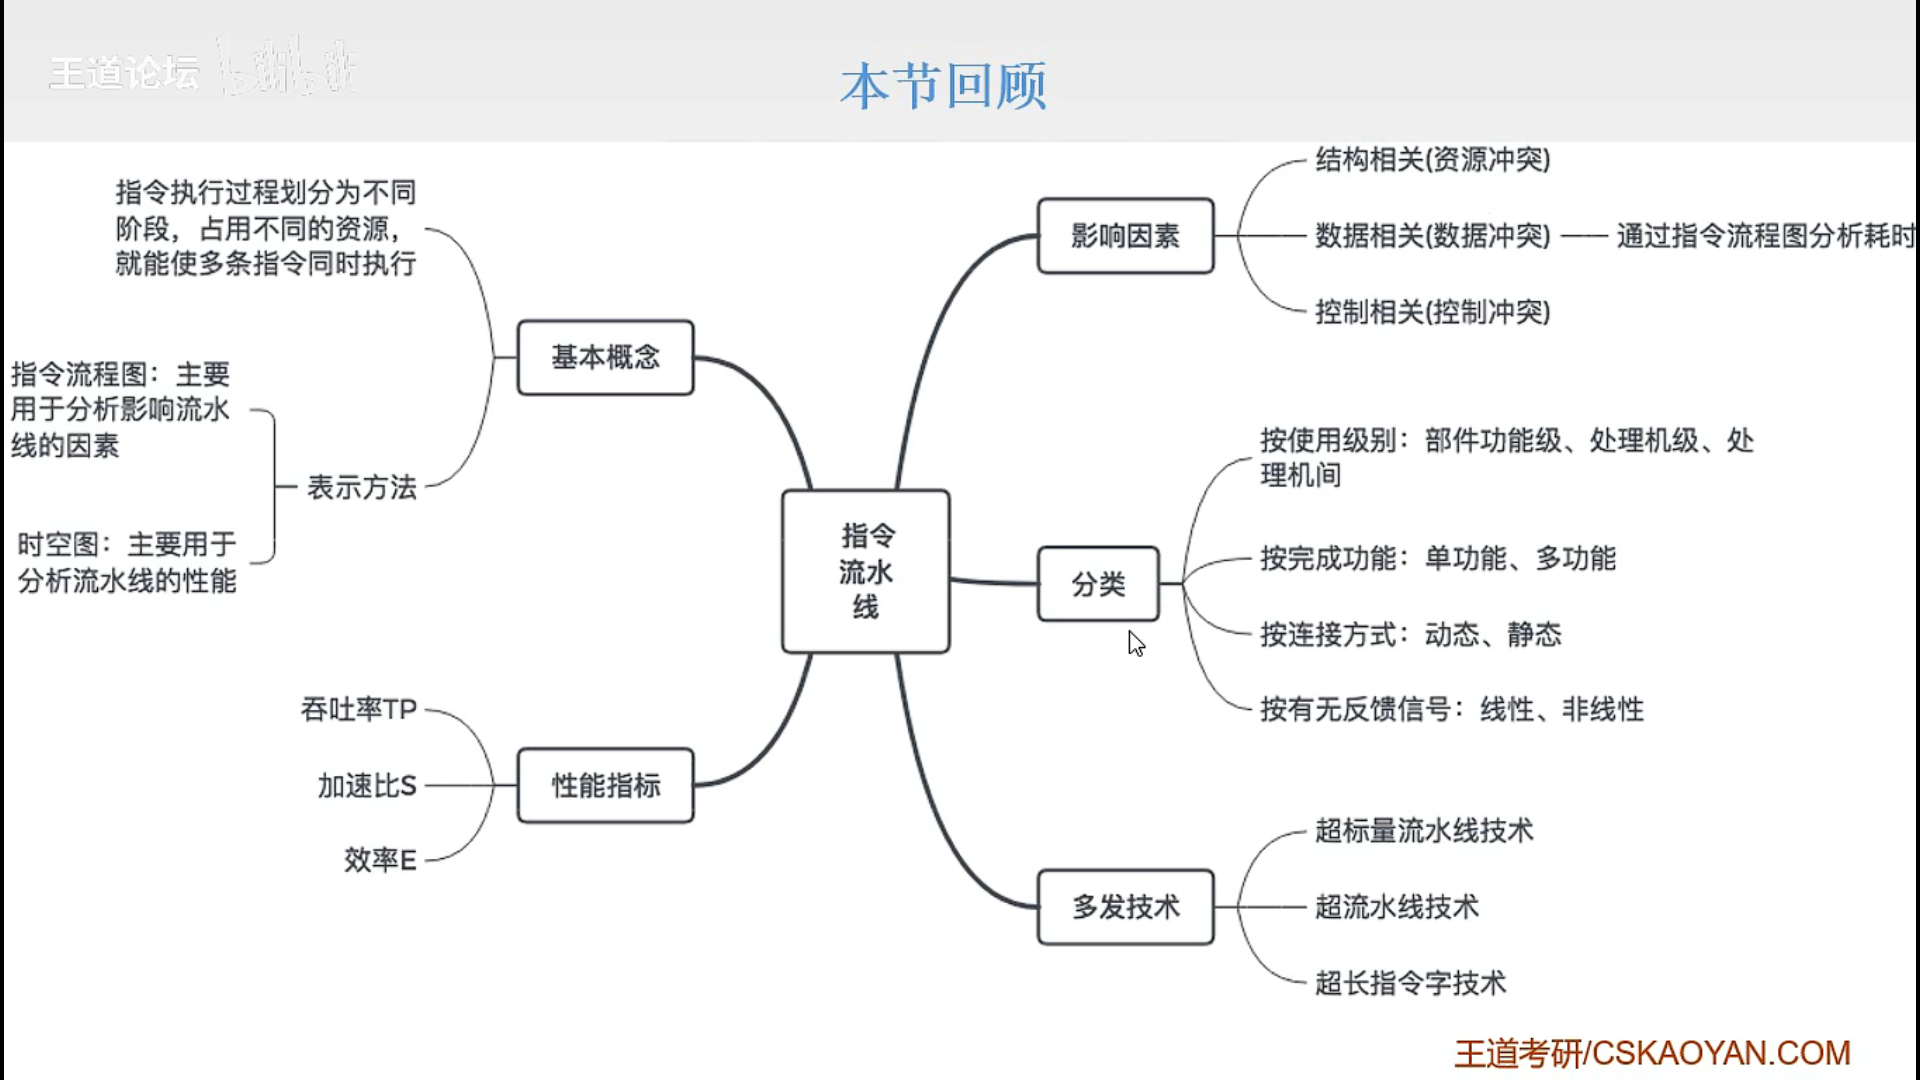 王道论坛 bilibili
本节回顾
指令执行过程划分为不同
阶段，占用不同的资源，
就能使多条指令同时执行
基本概念
指令流程图：主要
用于分析影响流水
线的因素
表示方法
时空图：主要用于
分析流水线的性能
吞吐率TP
加速比S
效率E
性能指标
指令
流水
线
影响因素
结构相关(资源冲突)
数据相关(数据冲突)
通过指令流程图分析耗时
控制相关(控制冲突)
分类
按使用级别：部件功能级、处理机级、处
理机间
按完成功能：单功能、多功能
按连接方式：动态、静态
按有无反馈信号：线性、非线性
多发技术
超标量流水线技术
超流水线技术
超长指令字技术
王道考研/CSKAOYAN.COM